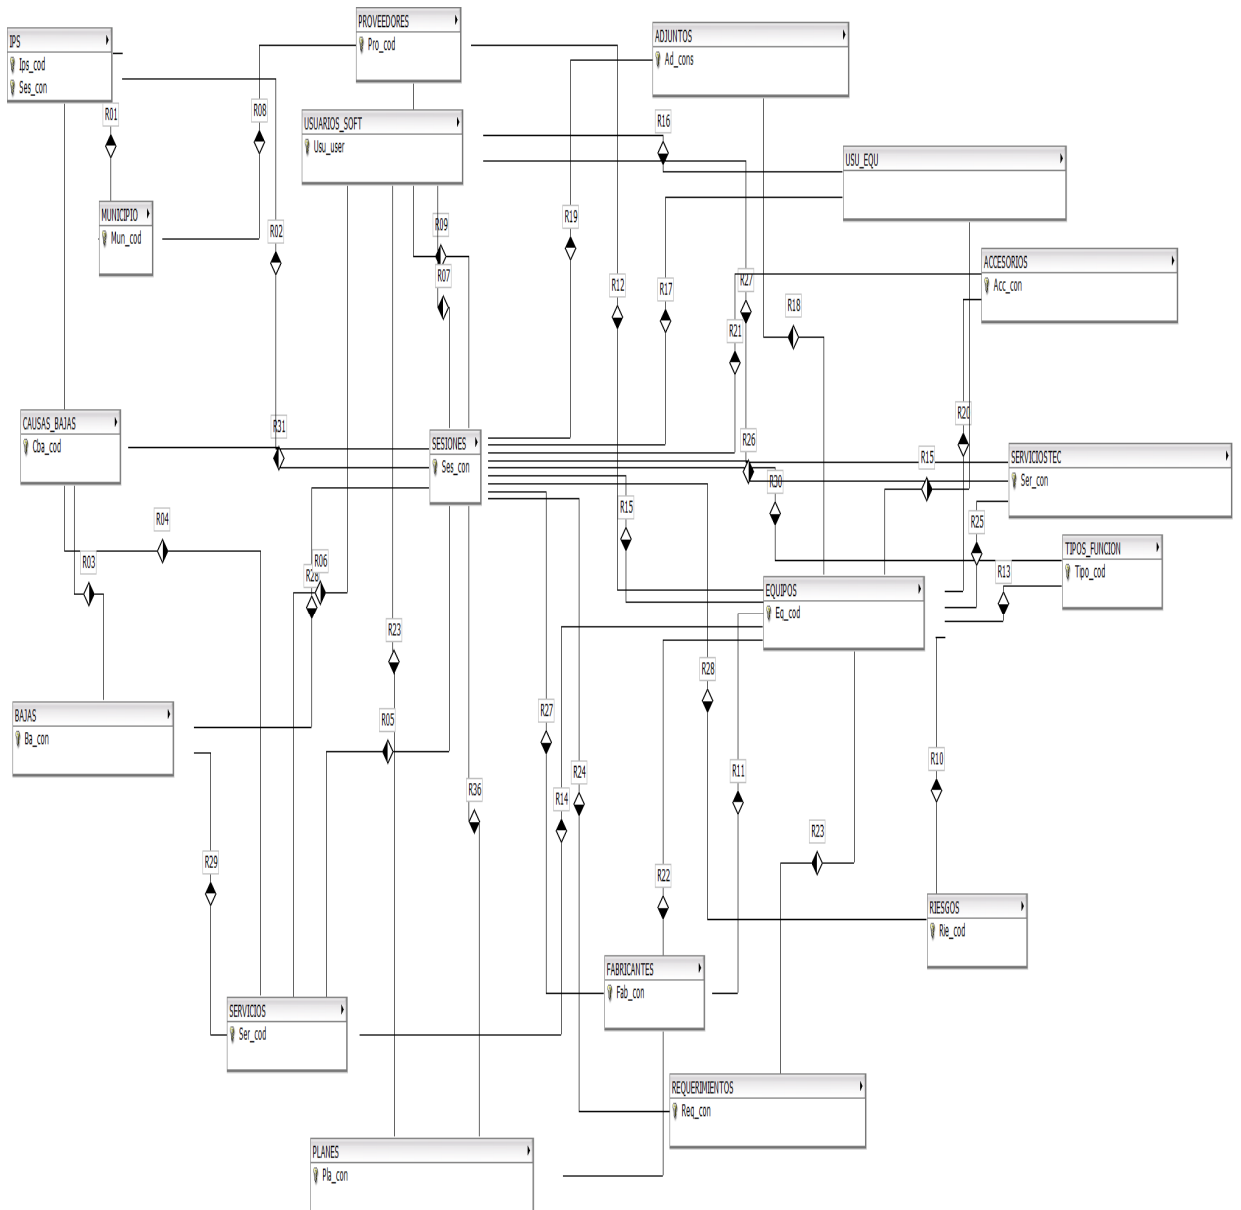 PROVEEDORES
Pro_cod
IPS
Ips_cod
Ses_con
ADJUNTOS
Ad_cons
R01
R08
USUARIOS_SOFT
Usu_user
R16
USU_EQU
MUNICIPIO
Mun_cod
R02
R09
R19
R07
R12
R17
R27
R18
ACCESORIOS
Acc_con
R21
CAUSAS_BAJAS
Cba_cod
R31
SESIONES
Ses_con
R26
R20
R15
SERVICIOSTEC
Ser_con
R30
R04
R03
R06
R15
R25
TIPOS_FUNCION
Tipo_cod
R13
EQUIPOS
Eq_cod
R23
R28
BAJAS
Ba_con
R05
R27
R36
R24
R14
R11
R10
R23
R29
R22
RIESGOS
Rie_cod
FABRICANTES
Fab_con
SERVICIOS
Ser_cod
REQUERIMIENTOS
Req_con
PLANES
Pla_con